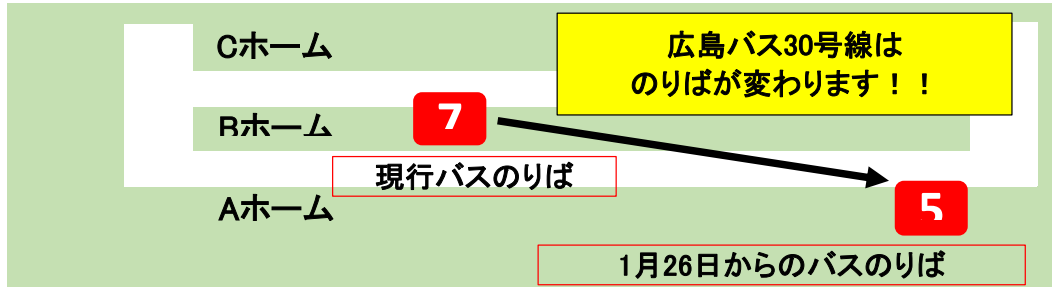 Cホーム
広島バス30号線は
のりばが変わります！！
Bホーム
7
現行バスのりば
Aホーム
5
1月26日からのバスのりば